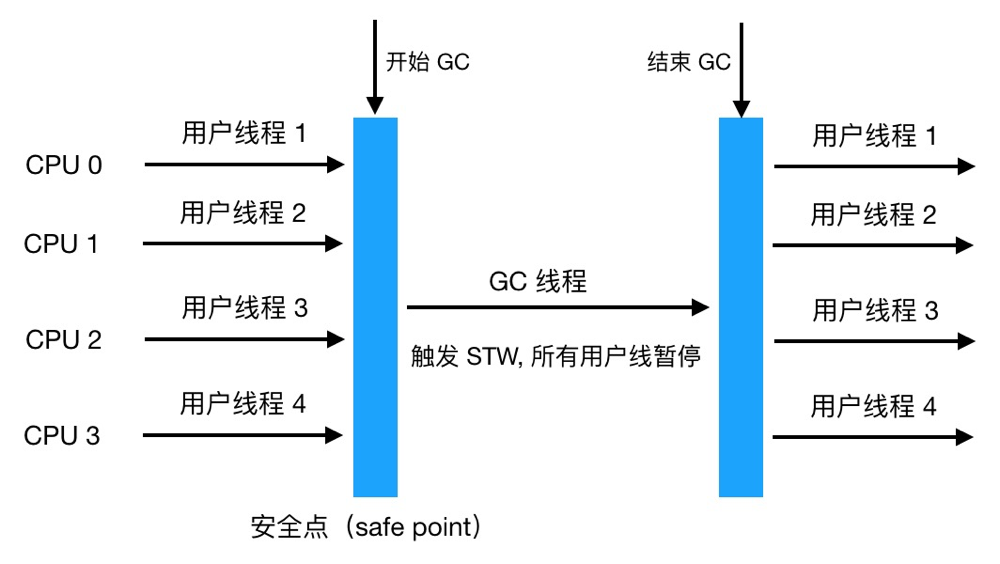 开始 GC
结束 GC
用户线程 1
用户线程 1
CPU 0
用户线程 2
用户线程 2
CPU 1
GC 线程
用户线程 3
用户线程 3
CPU 2
触发 STW, 所有用户线暂停
用户线程 4
用户线程 4
CPU 3
安全点（safe point）